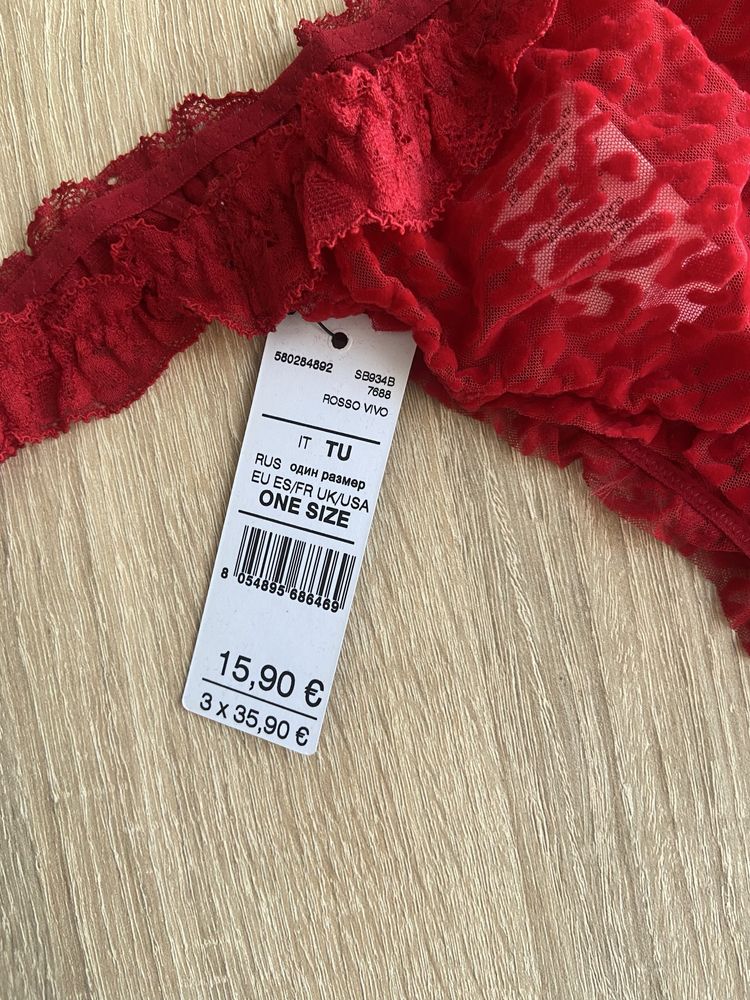 580284892 SB934B
7688
ROSSO VIVO
IT TU
RUS один размер
EU ES/FR UK/USA
ONE SIZE
8 054895 686469
15,90 €
3 x 35,90 €